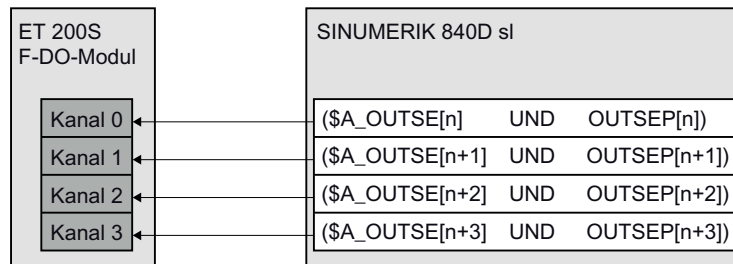 ET 200S
F-DO-Modul
SINUMERIK 840D sl
Kanal 0
($A_OUTSE[n] UND OUTSEP[n])
Kanal 1
($A_OUTSE[n+1] UND OUTSEP[n+1])
Kanal 2
($A_OUTSE[n+2] UND OUTSEP[n+2])
Kanal 3
($A_OUTSE[n+3] UND OUTSEP[n+3])